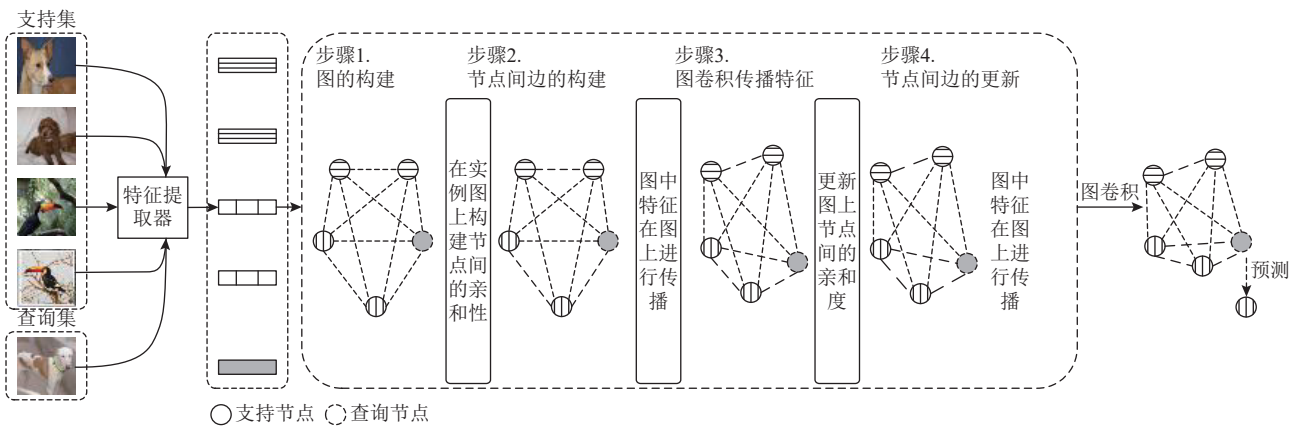 支持集
查询集
特征提
取器
步骤1.
图的构建
步骤2.
节点间边的构建
步骤3.
图卷积传播特征
步骤4.
节点间边的更新
在实
例图
上构
建节
点间
的亲
和性
图中
特征
在图
上进
行传
播
更新
图上
节点
间的
亲和
度
图中
特征
在图
上进
行传
播
图卷积
预测
支持节点
查询节点